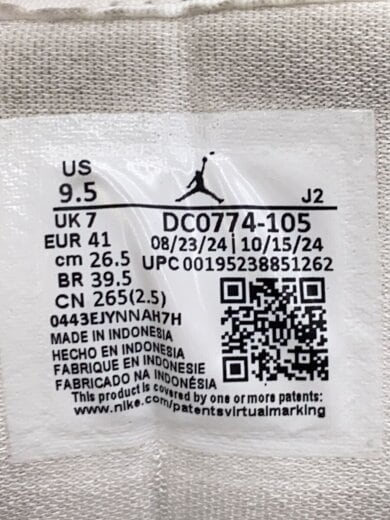 US
9.5
J2
UK 7
DC0774-105
EUR 41
08/23/24 | 10/15/24
cm 26.5
UPC 00195238851262
BR 39.5
CN 265(2.5)
0443EJYNNAH7H
MADE IN INDONESIA
HECHO EN INDONESIA
FABRIQUE EN INDONESIE
FABRICADO NA INDONÉSIA
This product is covered by one or more patents:
www.nike.com/patentsvirtualmarking